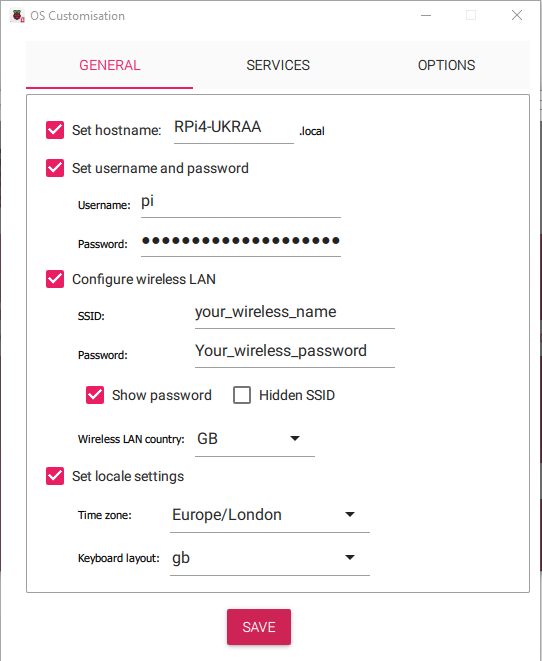 OS Customisation
GENERAL SERVICES OPTIONS
Set hostname: RPi4-UKRAA .local
Set username and password
Username: pi
Password: ●●●●●●●●●●●●●●●●●●●●
Configure wireless LAN
SSID: your_wireless_name
Password: Your_wireless_password
Show password Hidden SSID
Wireless LAN country: GB
Set locale settings
Time zone: Europe/London
Keyboard layout: gb
SAVE